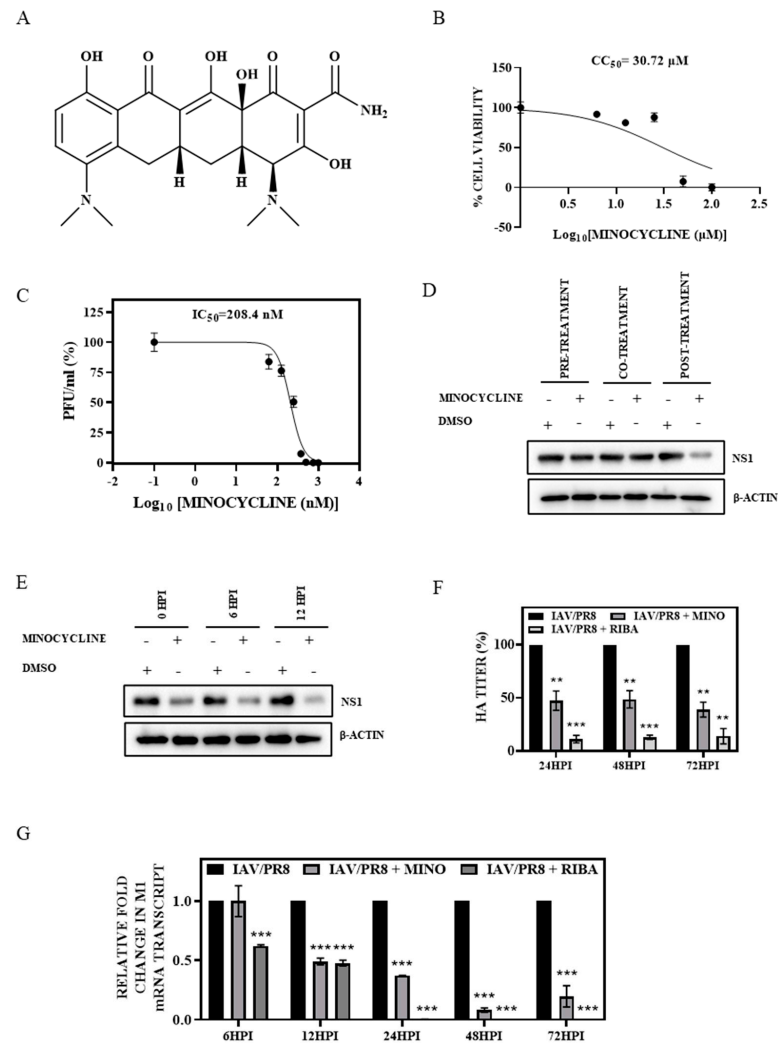 A
OH
O
OH
O
O
OH
NH2
OH
H
H
N
N
B
CC50= 30.72 µM
% CELL VIABILITY
150
100
50
0
-50
0.5 1.0 1.5 2.0 2.5
Log10[MINOCYCLINE (µM)]
C
IC50=208.4 nM
PFU/ml (%)
125
100
75
50
25
0
-2 -1 0 1 2 3 4
Log10 [MINOCYCLINE (nM)]
D
PRE-TREATMENT
CO-TREATMENT
POST-TREATMENT
MINOCYCLINE - + - + - +
DMSO + - + - + -
NS1
β-ACTIN
E
0 HPI
6 HPI
12 HPI
MINOCYCLINE - + - + - +
DMSO + - + - + -
NS1
β-ACTIN
F
IAV/PR8 IAV/PR8 + MINO
IAV/PR8 + RIBA
HA TITER (%)
100
50
0
** *** ** *** ** **
24HPI 48HPI 72HPI
G
IAV/PR8 IAV/PR8 + MINO IAV/PR8 + RIBA
RELATIVE FOLD
CHANGE IN M1
mRNA TRANSCRIPT
1.0
0.5
0.0
*** *** *** *** *** *** *** *** ***
6HPI 12HPI 24HPI 48HPI 72HPI